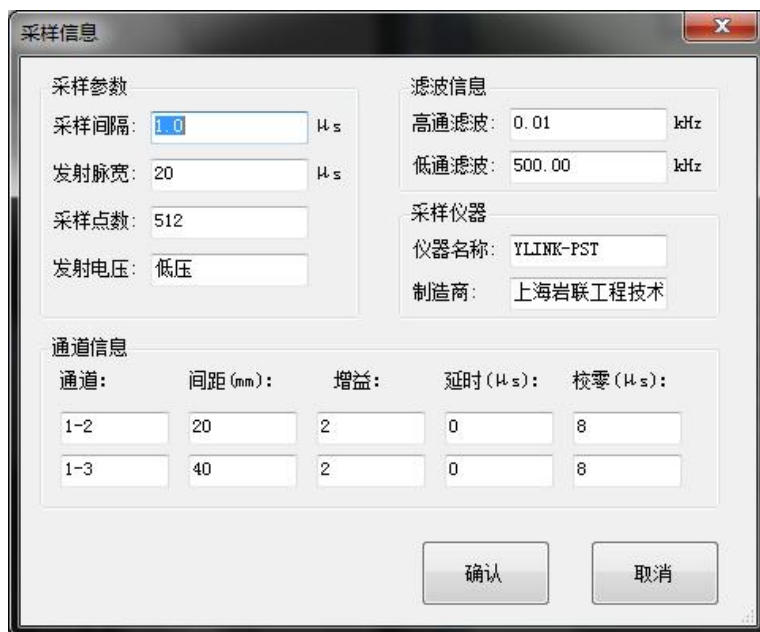 采样信息
采样参数
采样间隔: 1.0 μs
发射脉宽: 20 μs
采样点数: 512
发射电压: 低压
滤波信息
高通滤波: 0.01 kHz
低通滤波: 500.00 kHz
采样仪器
仪器名称: YLINK-PST
制造商: 上海岩联工程技术
通道信息
通道: 间距(mm): 增益: 延时(μs): 校零(μs):
1-2 20 2 0 8
1-3 40 2 0 8
确认 取消